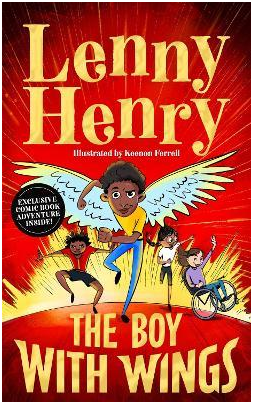 Lenny
Henry
Illustrated by Keenon Ferrell
EXCLUSIVE
COMIC BOOK
ADVENTURE
INSIDE!
THE BOY
WITH WINGS